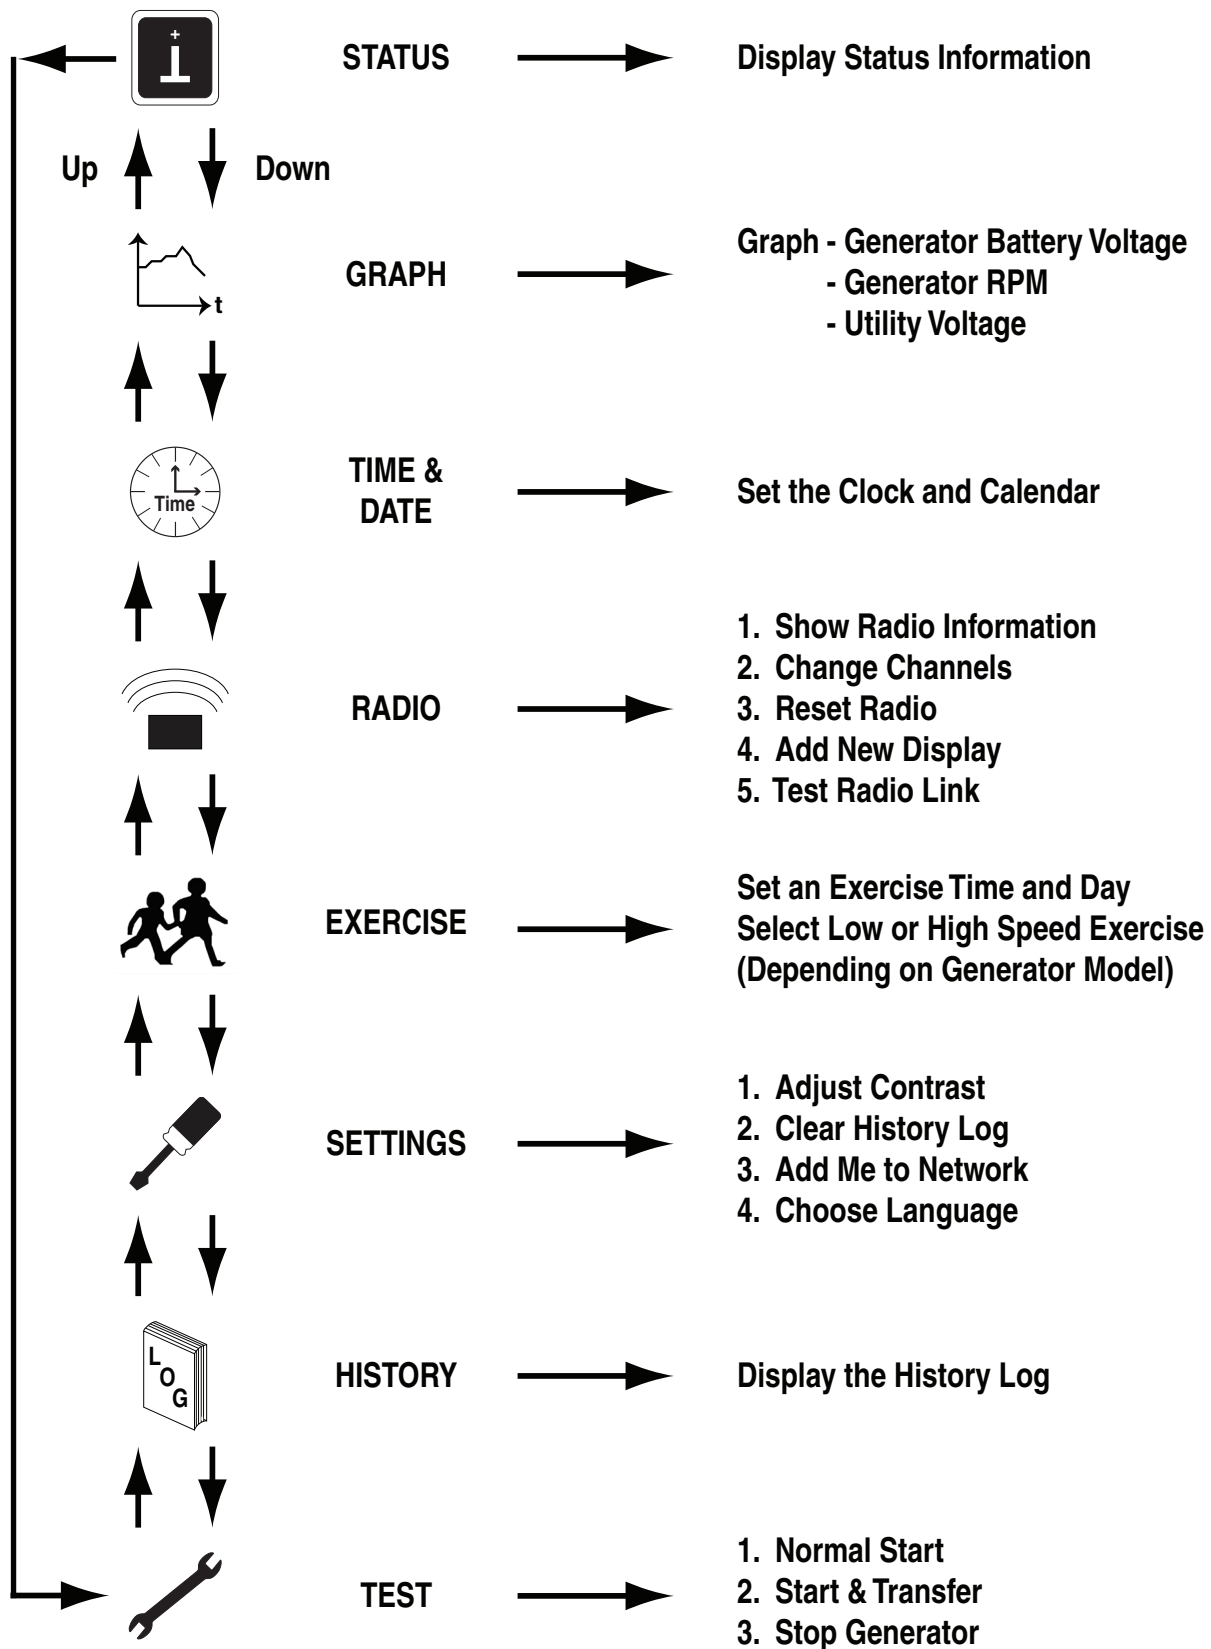 STATUS
Display Status Information
Up
Down
t
GRAPH
Graph - Generator Battery Voltage
- Generator RPM
- Utility Voltage
Time
TIME &
DATE
Set the Clock and Calendar
RADIO
1. Show Radio Information
2. Change Channels
3. Reset Radio
4. Add New Display
5. Test Radio Link
EXERCISE
Set an Exercise Time and Day
Select Low or High Speed Exercise
(Depending on Generator Model)
SETTINGS
1. Adjust Contrast
2. Clear History Log
3. Add Me to Network
4. Choose Language
LOG
HISTORY
Display the History Log
TEST
1. Normal Start
2. Start & Transfer
3. Stop Generator